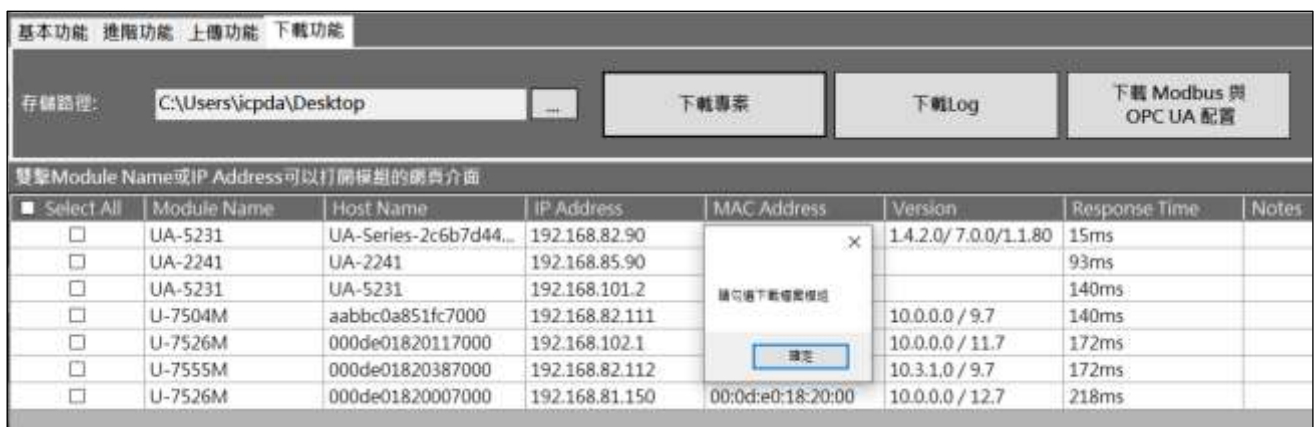 基本功能 進階功能 上傳功能 下載功能
存儲路徑: C:\Users\icpda\Desktop ... 下載專案 下載Log 下載 Modbus 與
OPC UA 配置
雙擊Module Name或IP Address可以打開模組的網頁介面
Select All Module Name Host Name IP Address MAC Address Version Response Time Notes
UA-5231 UA-Series-2c6b7d44... 192.168.82.90 1.4.2.0/ 7.0.0/1.1.80 15ms
UA-2241 UA-2241 192.168.85.90 93ms
UA-5231 UA-5231 192.168.101.2 140ms
請勾選下載檔案模組
U-7504M aabbc0a851fc7000 192.168.82.111 10.0.0.0 / 9.7 140ms
U-7526M 000de01820117000 192.168.102.1 10.0.0.0 / 11.7 172ms
確定
U-7555M 000de01820387000 192.168.82.112 10.3.1.0 / 9.7 172ms
U-7526M 000de01820007000 192.168.81.150 00:0d:e0:18:20:00 10.0.0.0 / 12.7 218ms